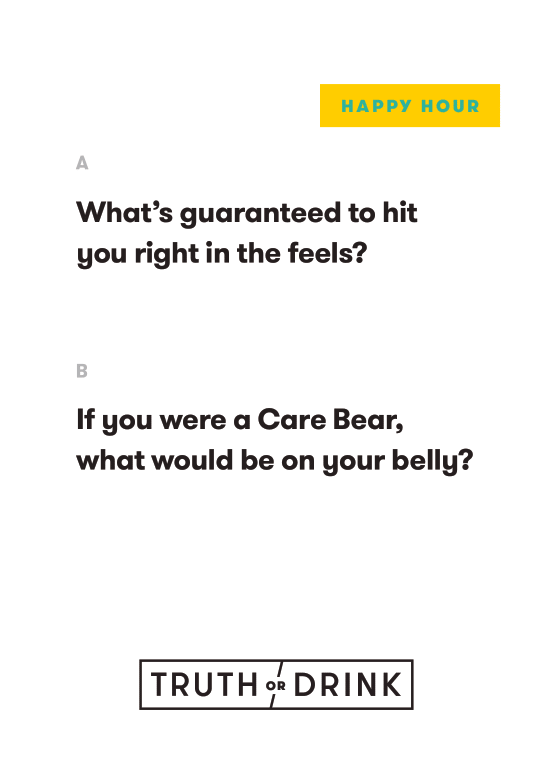 HAPPY HOUR
A
What's guaranteed to hit
you right in the feels?
B
If you were a Care Bear,
what would be on your belly?
TRUTH OR DRINK